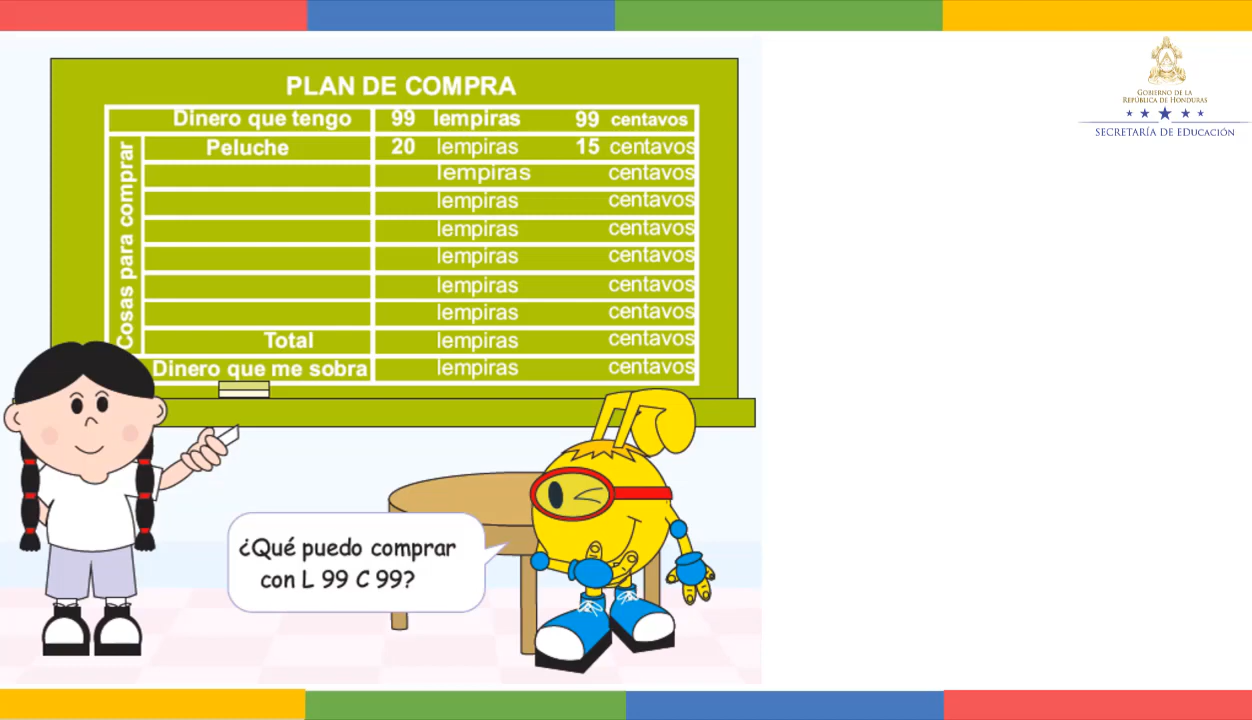 PLAN DE COMPRA
Dinero que tengo 99 lempiras 99 centavos
Cosas para comprar
Peluche 20 lempiras 15 centavos
lempiras centavos
lempiras centavos
lempiras centavos
lempiras centavos
lempiras centavos
lempiras centavos
Total lempiras centavos
Dinero que me sobra lempiras centavos
¿Qué puedo comprar
con L 99 C 99?
GOBIERNO DE LA
REPÚBLICA DE HONDURAS
SECRETARÍA DE EDUCACIÓN